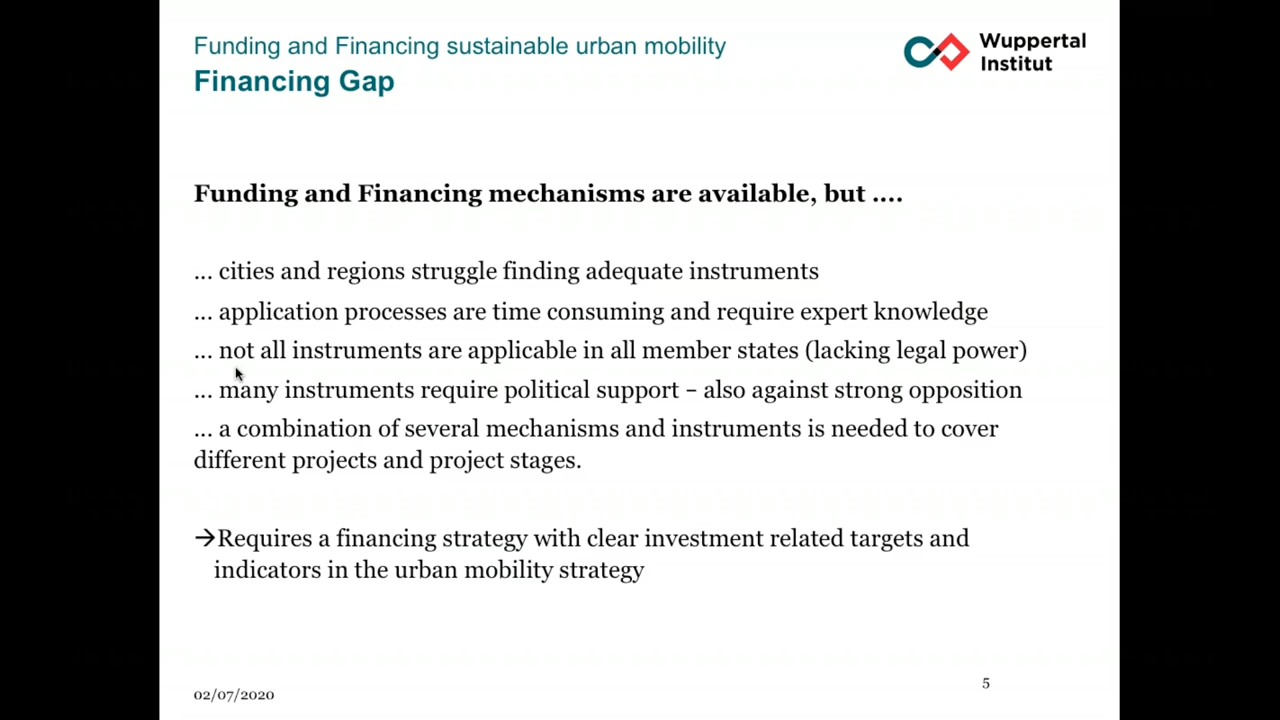 Funding and Financing sustainable urban mobility
Financing Gap
Wuppertal
Institut
Funding and Financing mechanisms are available, but ....
... cities and regions struggle finding adequate instruments
... application processes are time consuming and require expert knowledge
... not all instruments are applicable in all member states (lacking legal power)
... many instruments require political support – also against strong opposition
... a combination of several mechanisms and instruments is needed to cover
different projects and project stages.
→Requires a financing strategy with clear investment related targets and
indicators in the urban mobility strategy
02/07/2020
5